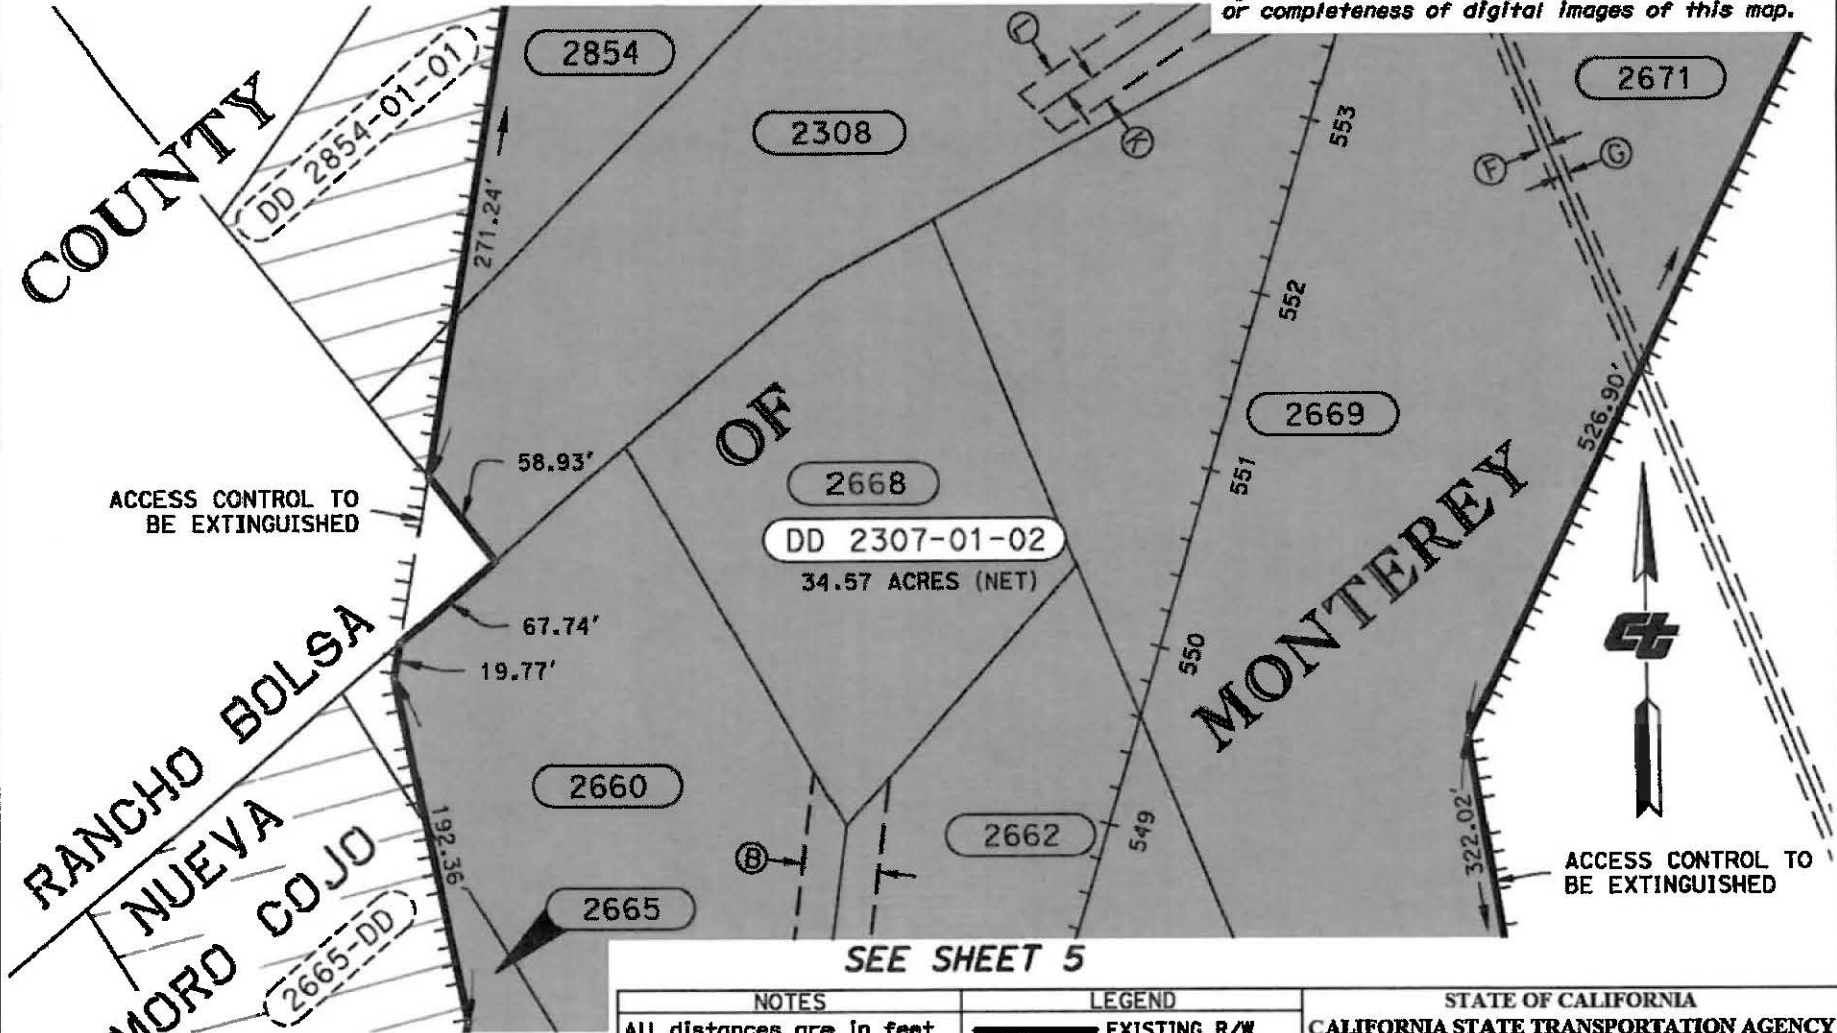 or completeness of digital images of this map.
2854
2671
DD 2854-01-01
COUNTY
2308
K
K
553
F
G
271.24'
552
526.90'
OF
2669
58.93'
2668
551
ACCESS CONTROL TO
BE EXTINGUISHED
DD 2307-01-02
34.57 ACRES (NET)
MONTEREY
67.74'
19.77'
550
Ct
RANCHO BOLSA
NUEVA
MORO COJO
2660
192.36
2662
549
B
322.02'
ACCESS CONTROL TO
BE EXTINGUISHED
2665
2665-DD
SEE SHEET 5
NOTES
All distances are in feet
LEGEND
EXISTING R/W
STATE OF CALIFORNIA
CALIFORNIA STATE TRANSPORTATION AGENCY